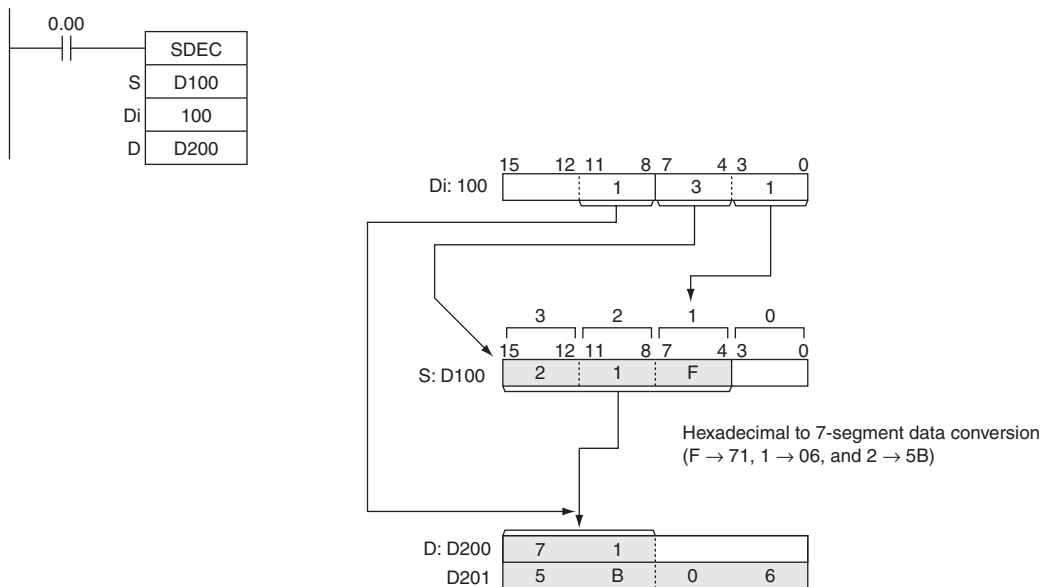 0.00
SDEC
S D100
Di 100
D D200
15 12 11 8 7 4 3 0
Di: 100 1 3 1
3 2 1 0
15 12 11 8 7 4 3 0
S: D100 2 1 F
Hexadecimal to 7-segment data conversion
(F → 71, 1 → 06, and 2 → 5B)
D: D200 7 1
D201 5 B 0 6